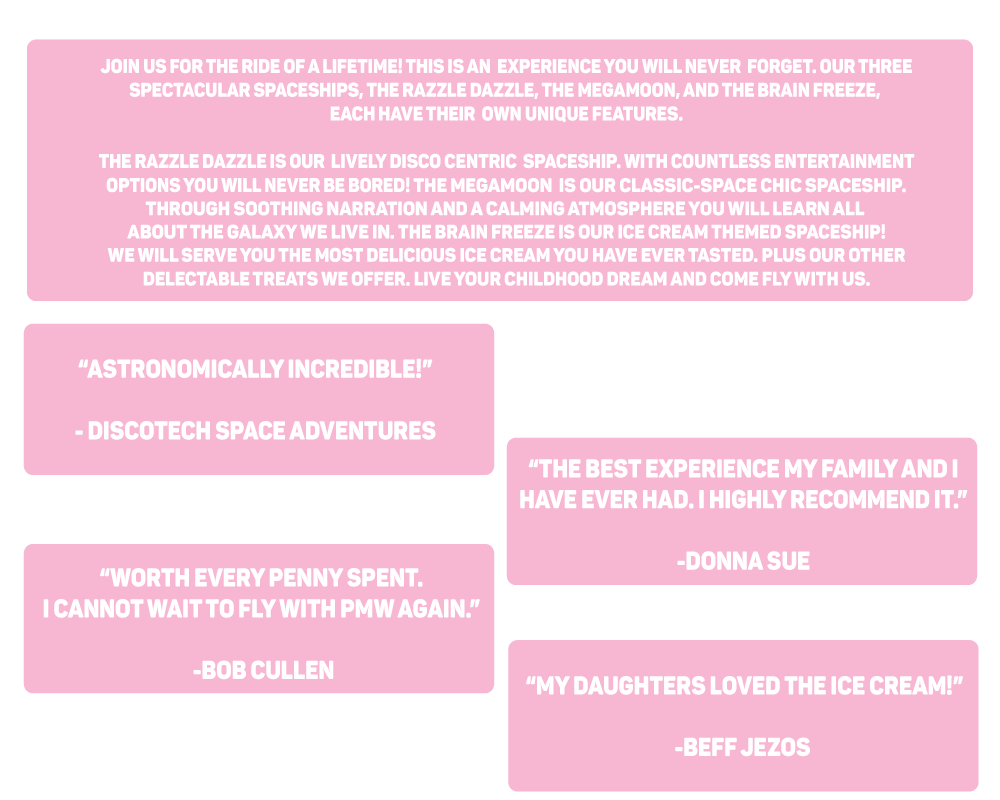 JOIN US FOR THE RIDE OF A LIFETIME! THIS IS AN EXPERIENCE YOU WILL NEVER FORGET. OUR THREE
SPECTACULAR SPACESHIPS, THE RAZZLE DAZZLE, THE MEGAMOON, AND THE BRAIN FREEZE,
EACH HAVE THEIR OWN UNIQUE FEATURES.
THE RAZZLE DAZZLE IS OUR LIVELY DISCO CENTRIC SPACESHIP. WITH COUNTLESS ENTERTAINMENT
OPTIONS YOU WILL NEVER BE BORED! THE MEGAMOON IS OUR CLASSIC-SPACE CHIC SPACESHIP.
THROUGH SOOTHING NARRATION AND A CALMING ATMOSPHERE YOU WILL LEARN ALL
ABOUT THE GALAXY WE LIVE IN. THE BRAIN FREEZE IS OUR ICE CREAM THEMED SPACESHIP!
WE WILL SERVE YOU THE MOST DELICIOUS ICE CREAM YOU HAVE EVER TASTED. PLUS OUR OTHER
DELECTABLE TREATS WE OFFER. LIVE YOUR CHILDHOOD DREAM AND COME FLY WITH US.
“ASTRONOMICALLY INCREDIBLE!”
- DISCOTECH SPACE ADVENTURES
“THE BEST EXPERIENCE MY FAMILY AND I
HAVE EVER HAD. I HIGHLY RECOMMEND IT.”
-DONNA SUE
“WORTH EVERY PENNY SPENT.
I CANNOT WAIT TO FLY WITH PMW AGAIN.”
-BOB CULLEN
“MY DAUGHTERS LOVED THE ICE CREAM!”
-BEFF JEZOS